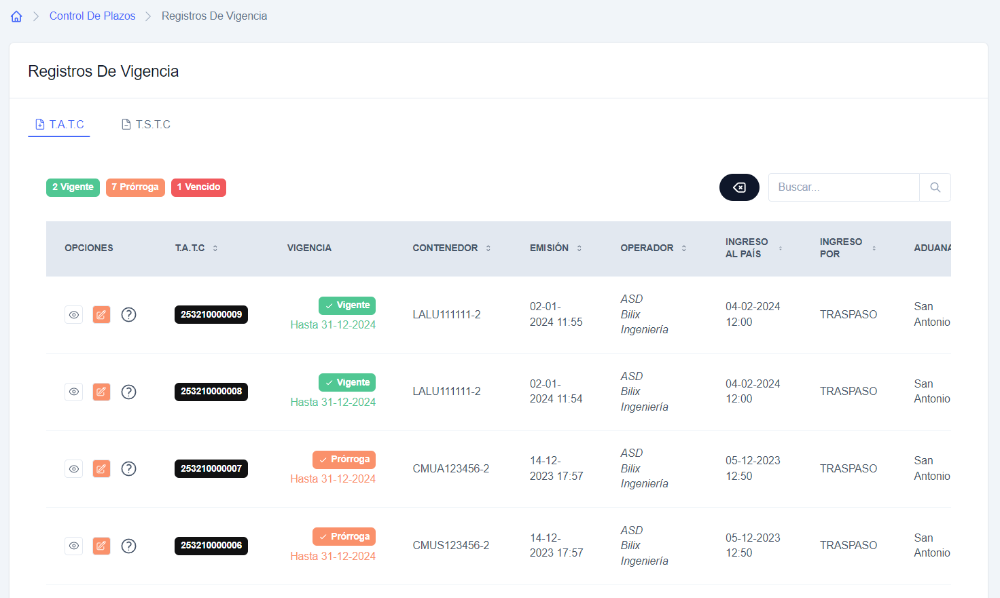 Control De Plazos Registros De Vigencia
Registros De Vigencia
T.A.T.C T.S.T.C
2 Vigente 7 Prórroga 1 Vencido Buscar...
OPCIONES T.A.T.C VIGENCIA CONTENEDOR EMISIÓN OPERADOR INGRESO AL PAÍS INGRESO POR ADUANA
253210000009 Vigente Hasta 31-12-2024 LALU111111-2 02-01-2024 11:55 ASD Bilix Ingeniería 04-02-2024 12:00 TRASPASO San Antonio
253210000008 Vigente Hasta 31-12-2024 LALU111111-2 02-01-2024 11:54 ASD Bilix Ingeniería 04-02-2024 12:00 TRASPASO San Antonio
253210000007 Prórroga Hasta 31-12-2024 CMUA123456-2 14-12-2023 17:57 ASD Bilix Ingeniería 05-12-2023 12:50 TRASPASO San Antonio
253210000006 Prórroga Hasta 31-12-2024 CMUS123456-2 14-12-2023 17:57 ASD Bilix Ingeniería 05-12-2023 12:50 TRASPASO San Antonio